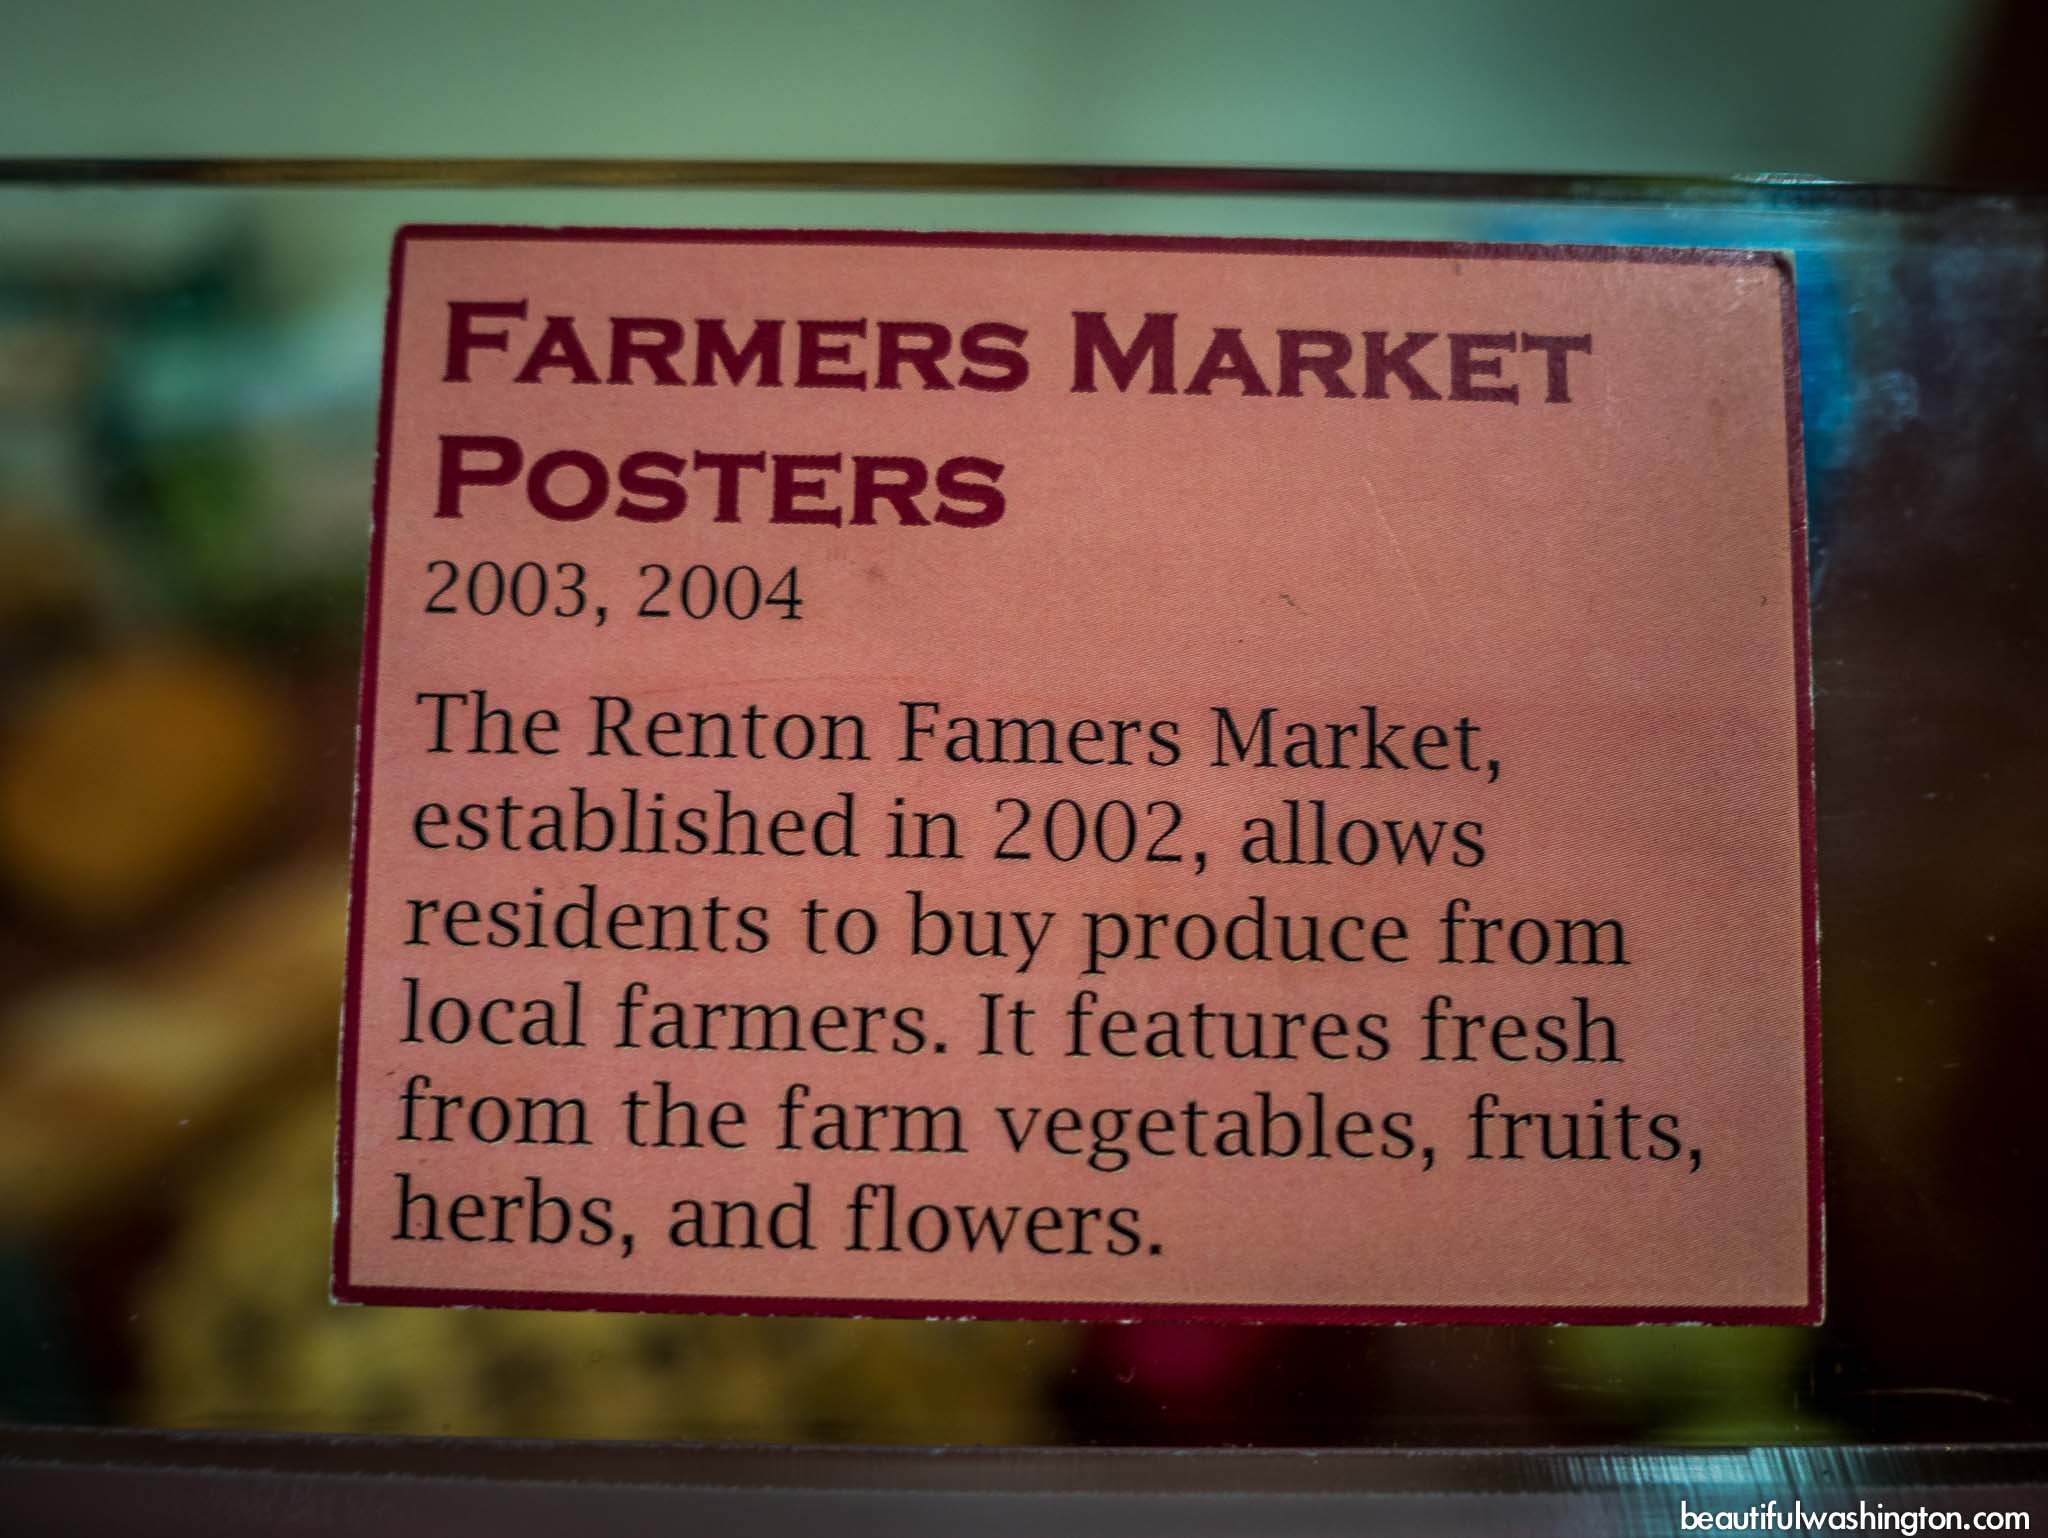 FARMERS MARKET
POSTERS
2003, 2004
The Renton Famers Market,
established in 2002, allows
residents to buy produce from
local farmers. It features fresh
from the farm vegetables, fruits,
herbs, and flowers.
beautifulwashington.com